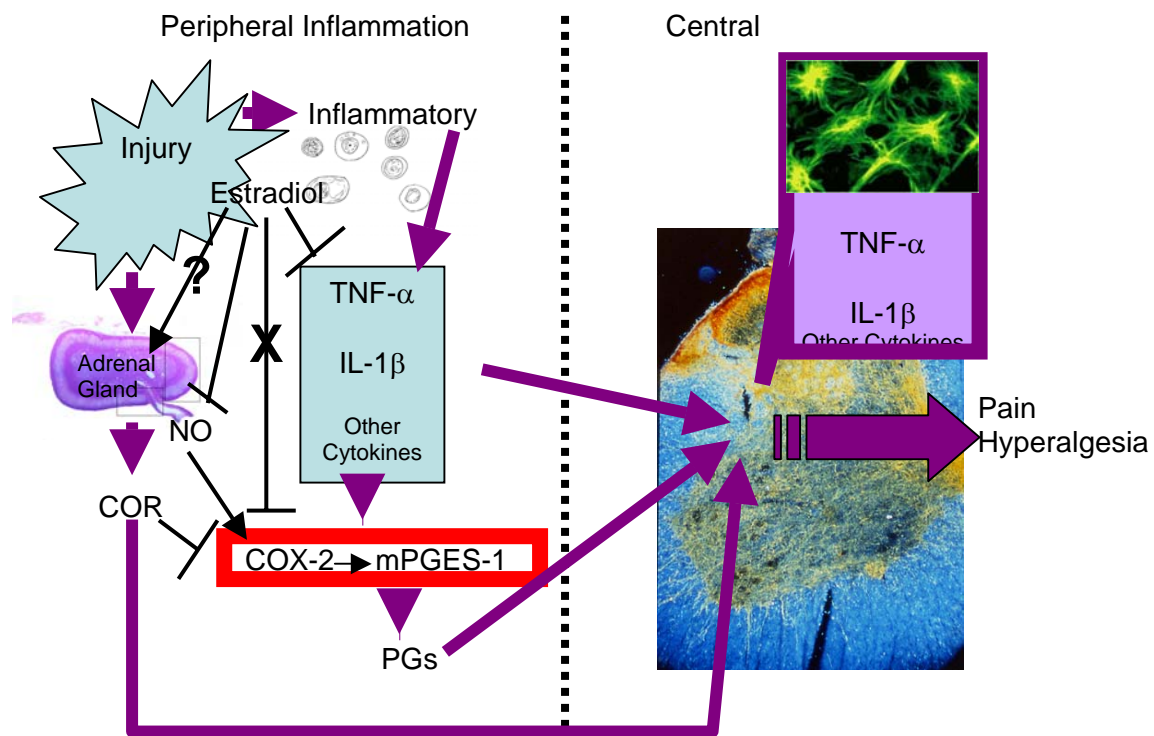 Peripheral Inflammation
Central
Injury
Inflammatory
Estradiol
?
X
TNF-α
IL-1β
Other
Cytokines
Adrenal
Gland
NO
COR
COX-2
mPGES-1
PGs
TNF-α
IL-1β
Other Cytokines
Pain
Hyperalgesia